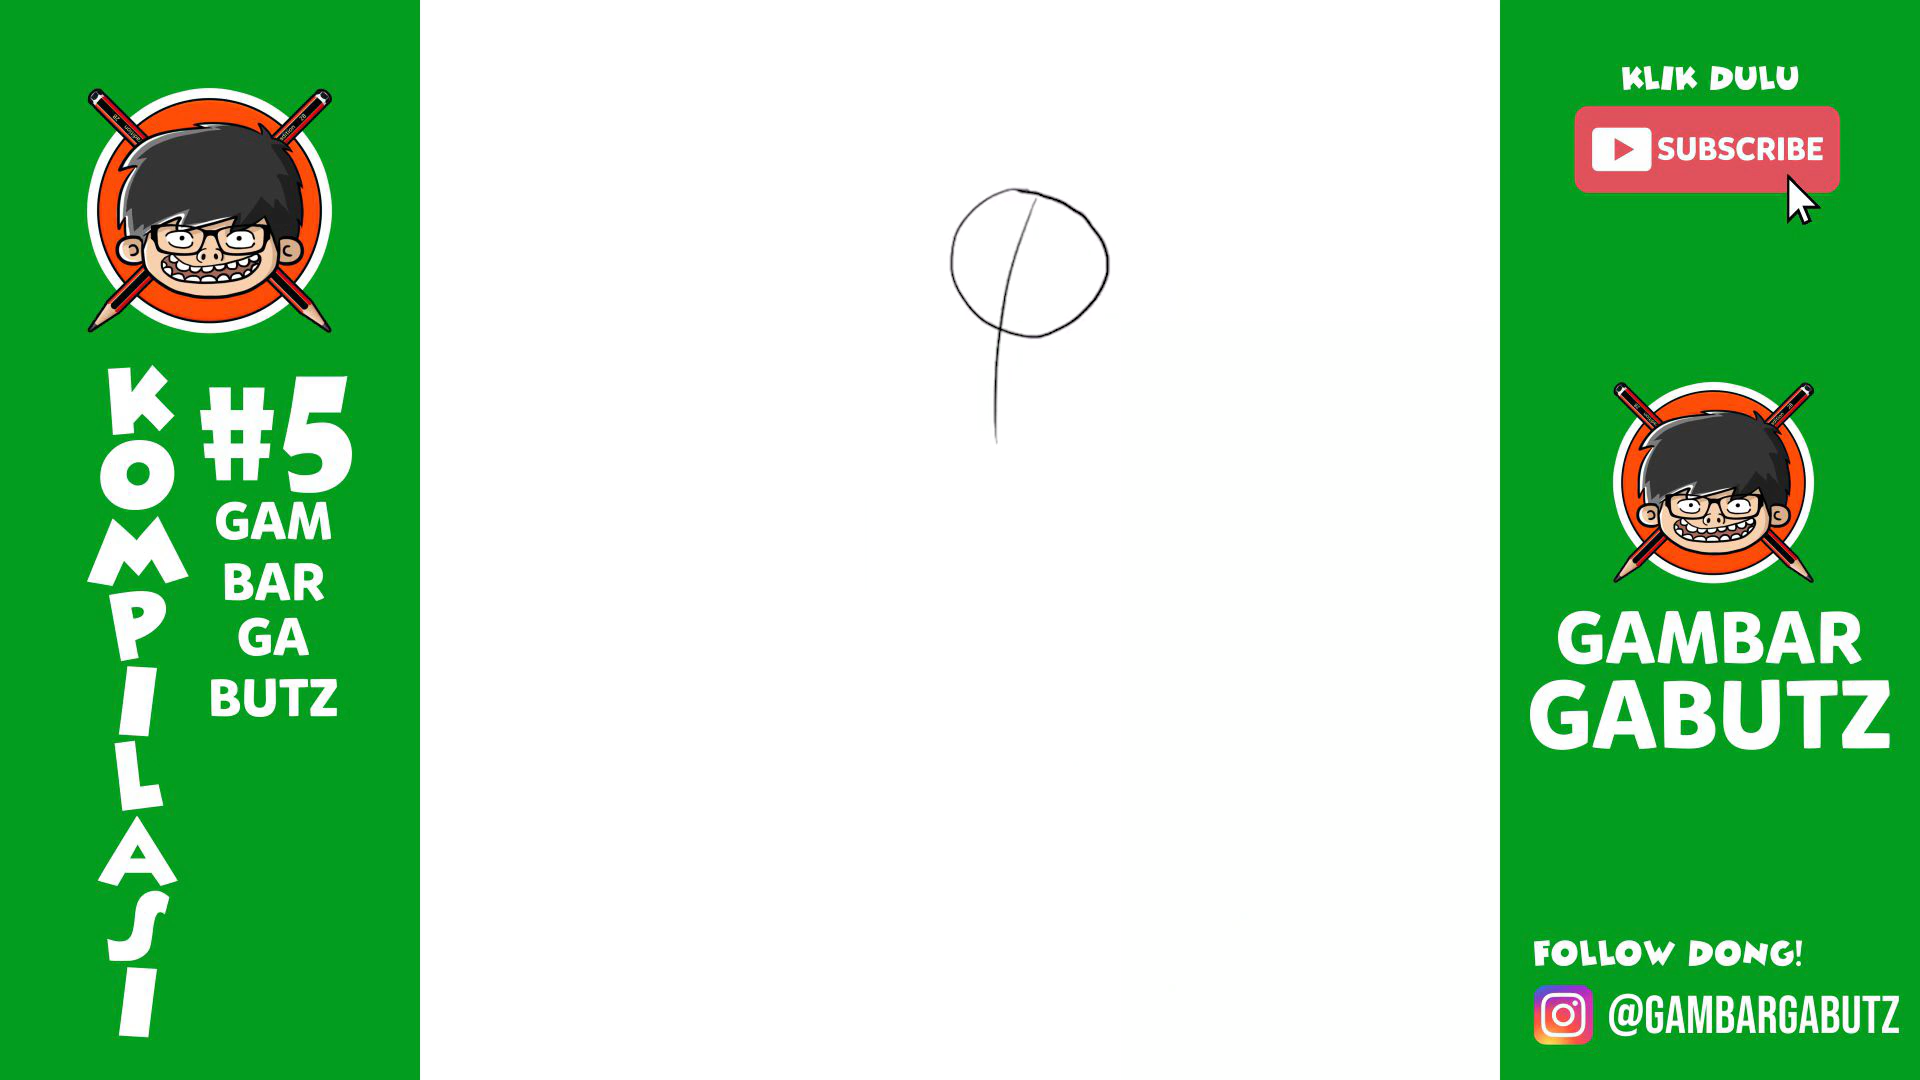 KOMPILASI
#5
GAM
BAR
GA
BUTZ
KLIK DULU
SUBSCRIBE
GAMBAR
GABUTZ
FOLLOW DONG!
@GAMBARGABUTZ